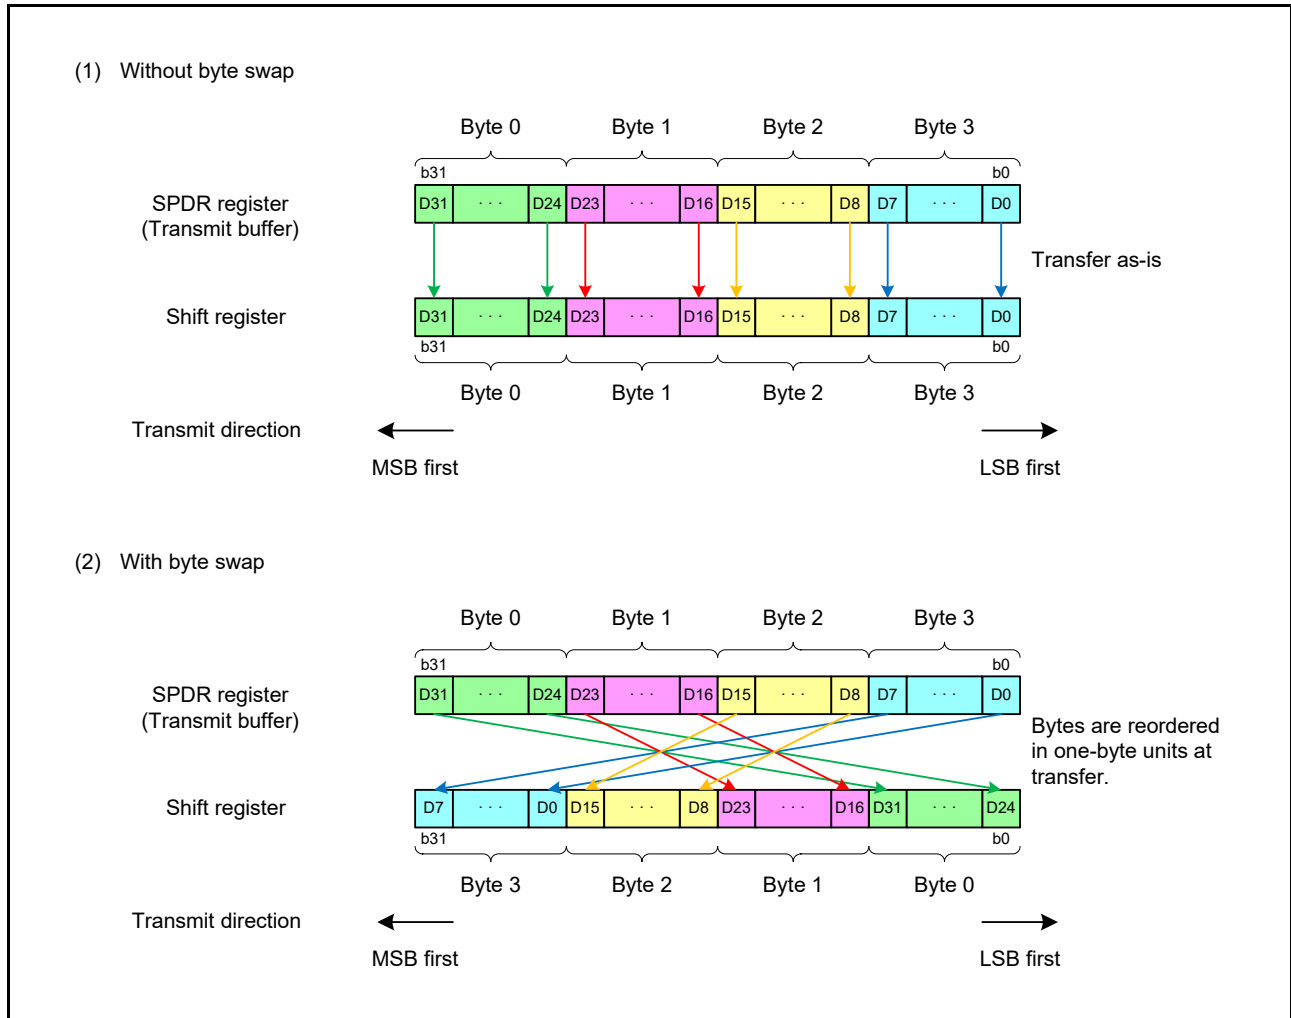 (1) Without byte swap
Byte 0 Byte 1 Byte 2 Byte 3
b31 b0
SPDR register
(Transmit buffer)
D31 · · · D24 D23 · · · D16 D15 · · · D8 D7 · · · D0
Transfer as-is
Shift register
D31 · · · D24 D23 · · · D16 D15 · · · D8 D7 · · · D0
b31 b0
Byte 0 Byte 1 Byte 2 Byte 3
Transmit direction
MSB first LSB first
(2) With byte swap
Byte 0 Byte 1 Byte 2 Byte 3
b31 b0
SPDR register
(Transmit buffer)
D31 · · · D24 D23 · · · D16 D15 · · · D8 D7 · · · D0
Bytes are reordered
in one-byte units at
transfer.
Shift register
D7 · · · D0 D15 · · · D8 D23 · · · D16 D31 · · · D24
b31 b0
Byte 3 Byte 2 Byte 1 Byte 0
Transmit direction
MSB first LSB first